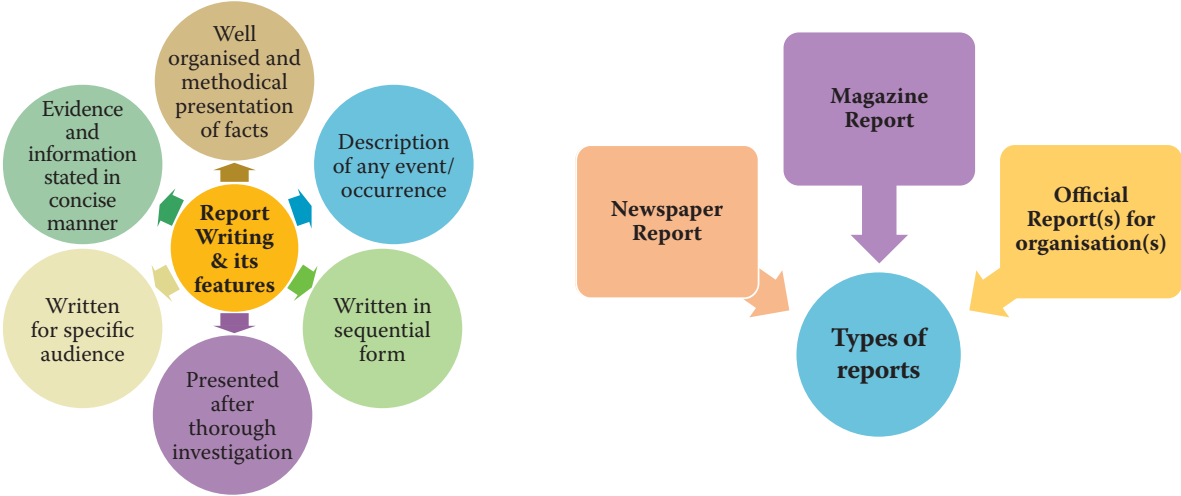 Well
organised and
methodical
presentation
of facts
Description
of any event/
occurrence
Written in
sequential
form
Presented
after
thorough
investigation
Written
for specific
audience
Evidence
and
information
stated in
concise
manner
Report
Writing
& its
features
Newspaper
Report
Magazine
Report
Official
Report(s) for
organisation(s)
Types of
reports